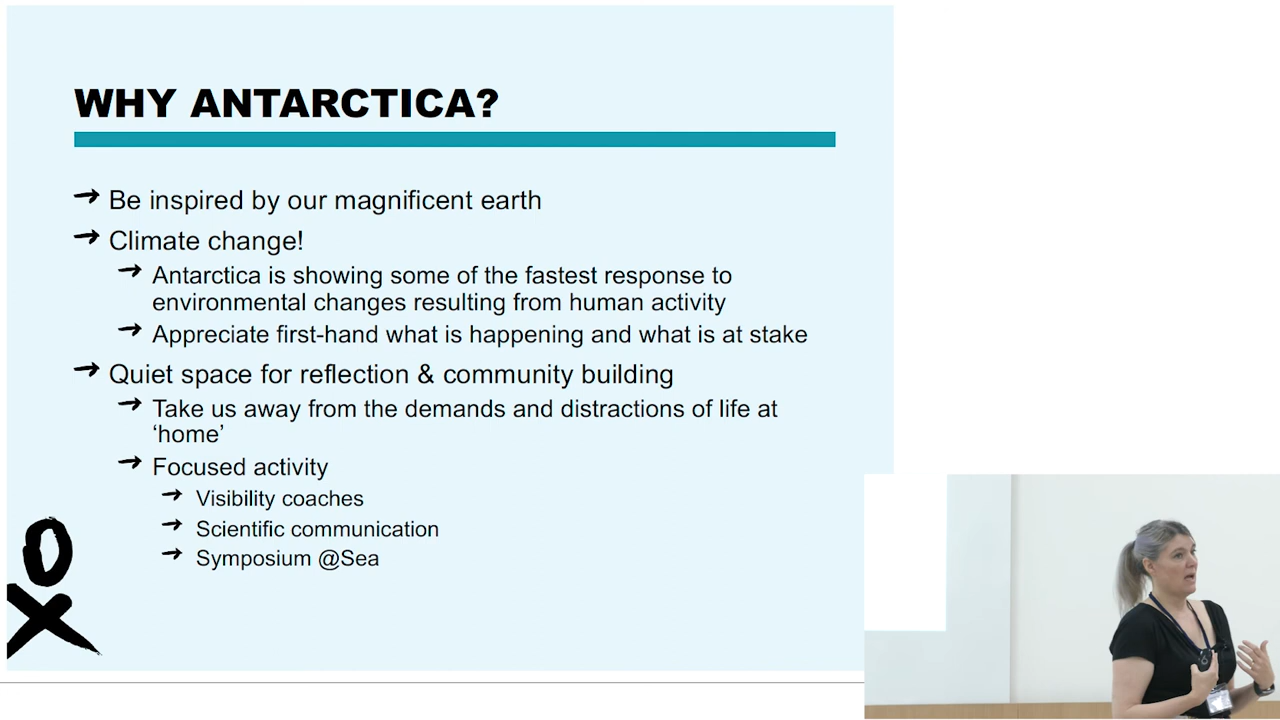 WHY ANTARCTICA?
Be inspired by our magnificent earth
Climate change!
Antarctica is showing some of the fastest response to
environmental changes resulting from human activity
Appreciate first-hand what is happening and what is at stake
Quiet space for reflection & community building
Take us away from the demands and distractions of life at
‘home’
Focused activity
Visibility coaches
Scientific communication
Symposium @Sea